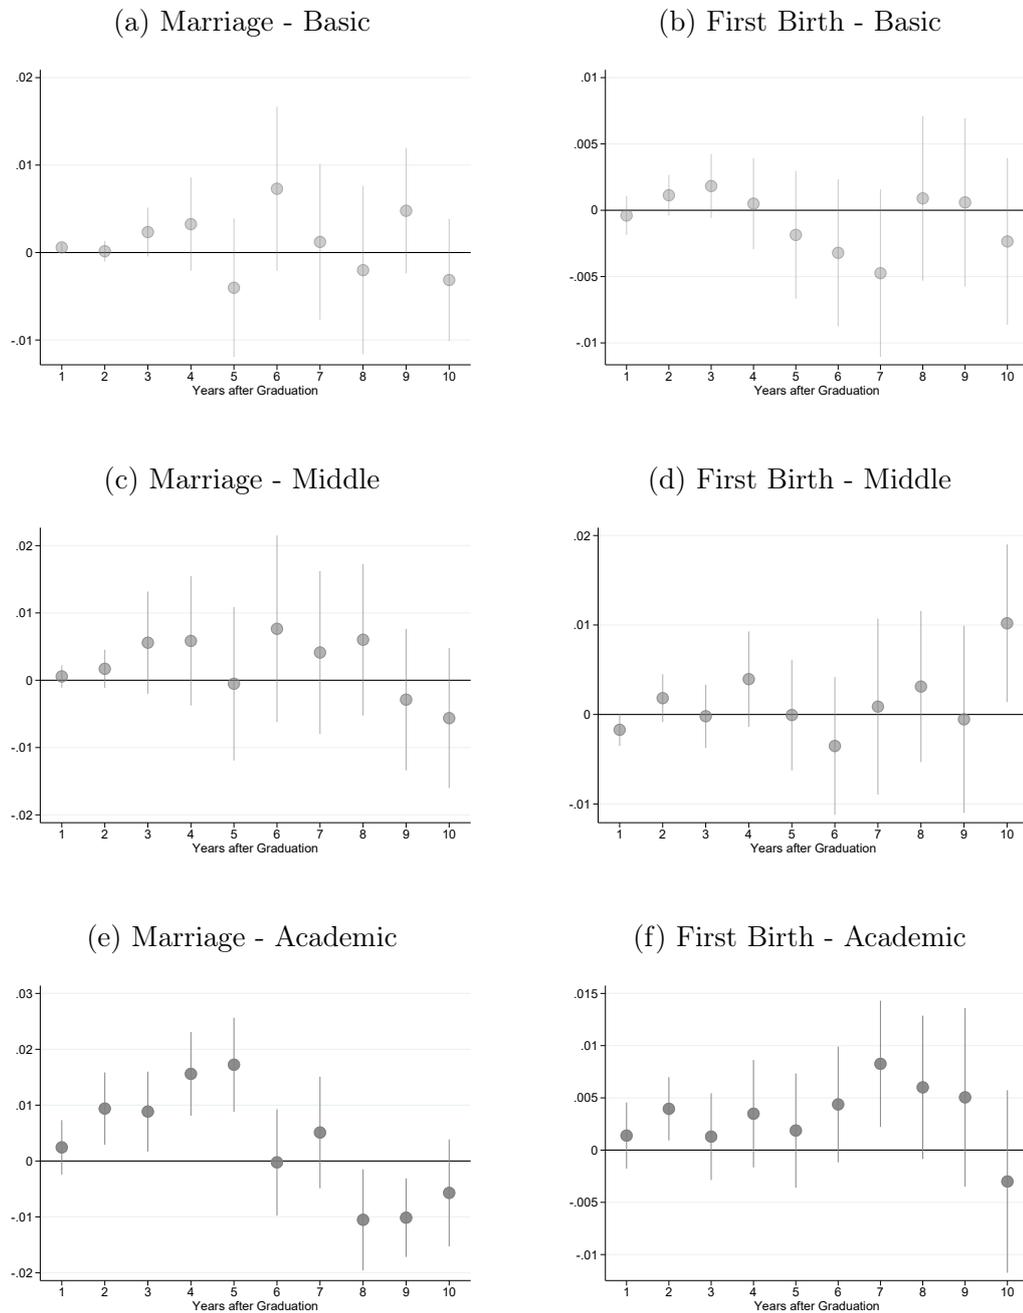 (a) Marriage - Basic
.02
.01
0
-.01
1 2 3 4 5 6 7 8 9 10
Years after Graduation
(b) First Birth - Basic
.01
.005
0
-.005
-.01
1 2 3 4 5 6 7 8 9 10
Years after Graduation
(c) Marriage - Middle
.02
.01
0
-.01
-.02
1 2 3 4 5 6 7 8 9 10
Years after Graduation
(d) First Birth - Middle
.02
.01
0
-.01
1 2 3 4 5 6 7 8 9 10
Years after Graduation
(e) Marriage - Academic
.03
.02
.01
0
-.01
-.02
1 2 3 4 5 6 7 8 9 10
Years after Graduation
(f) First Birth - Academic
.015
.01
.005
0
-.005
-.01
1 2 3 4 5 6 7 8 9 10
Years after Graduation